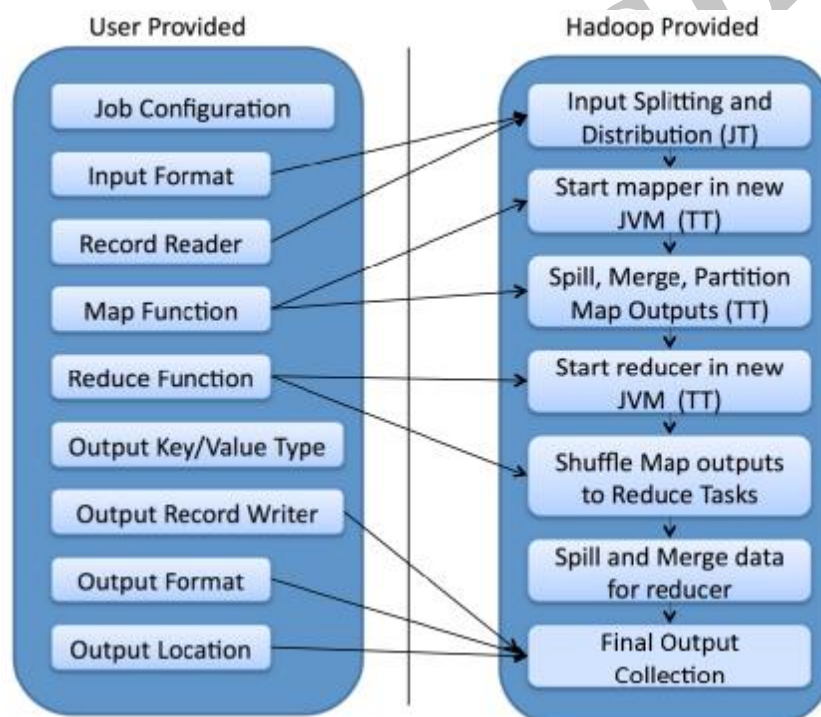 User Provided
Job Configuration
Input Format
Record Reader
Map Function
Reduce Function
Output Key/Value Type
Output Record Writer
Output Format
Output Location
Hadoop Provided
Input Splitting and
Distribution (JT)
Start mapper in new
JVM (TT)
Spill, Merge, Partition
Map Outputs (TT)
Start reducer in new
JVM (TT)
Shuffle Map outputs
to Reduce Tasks
Spill and Merge data
for reducer
Final Output
Collection